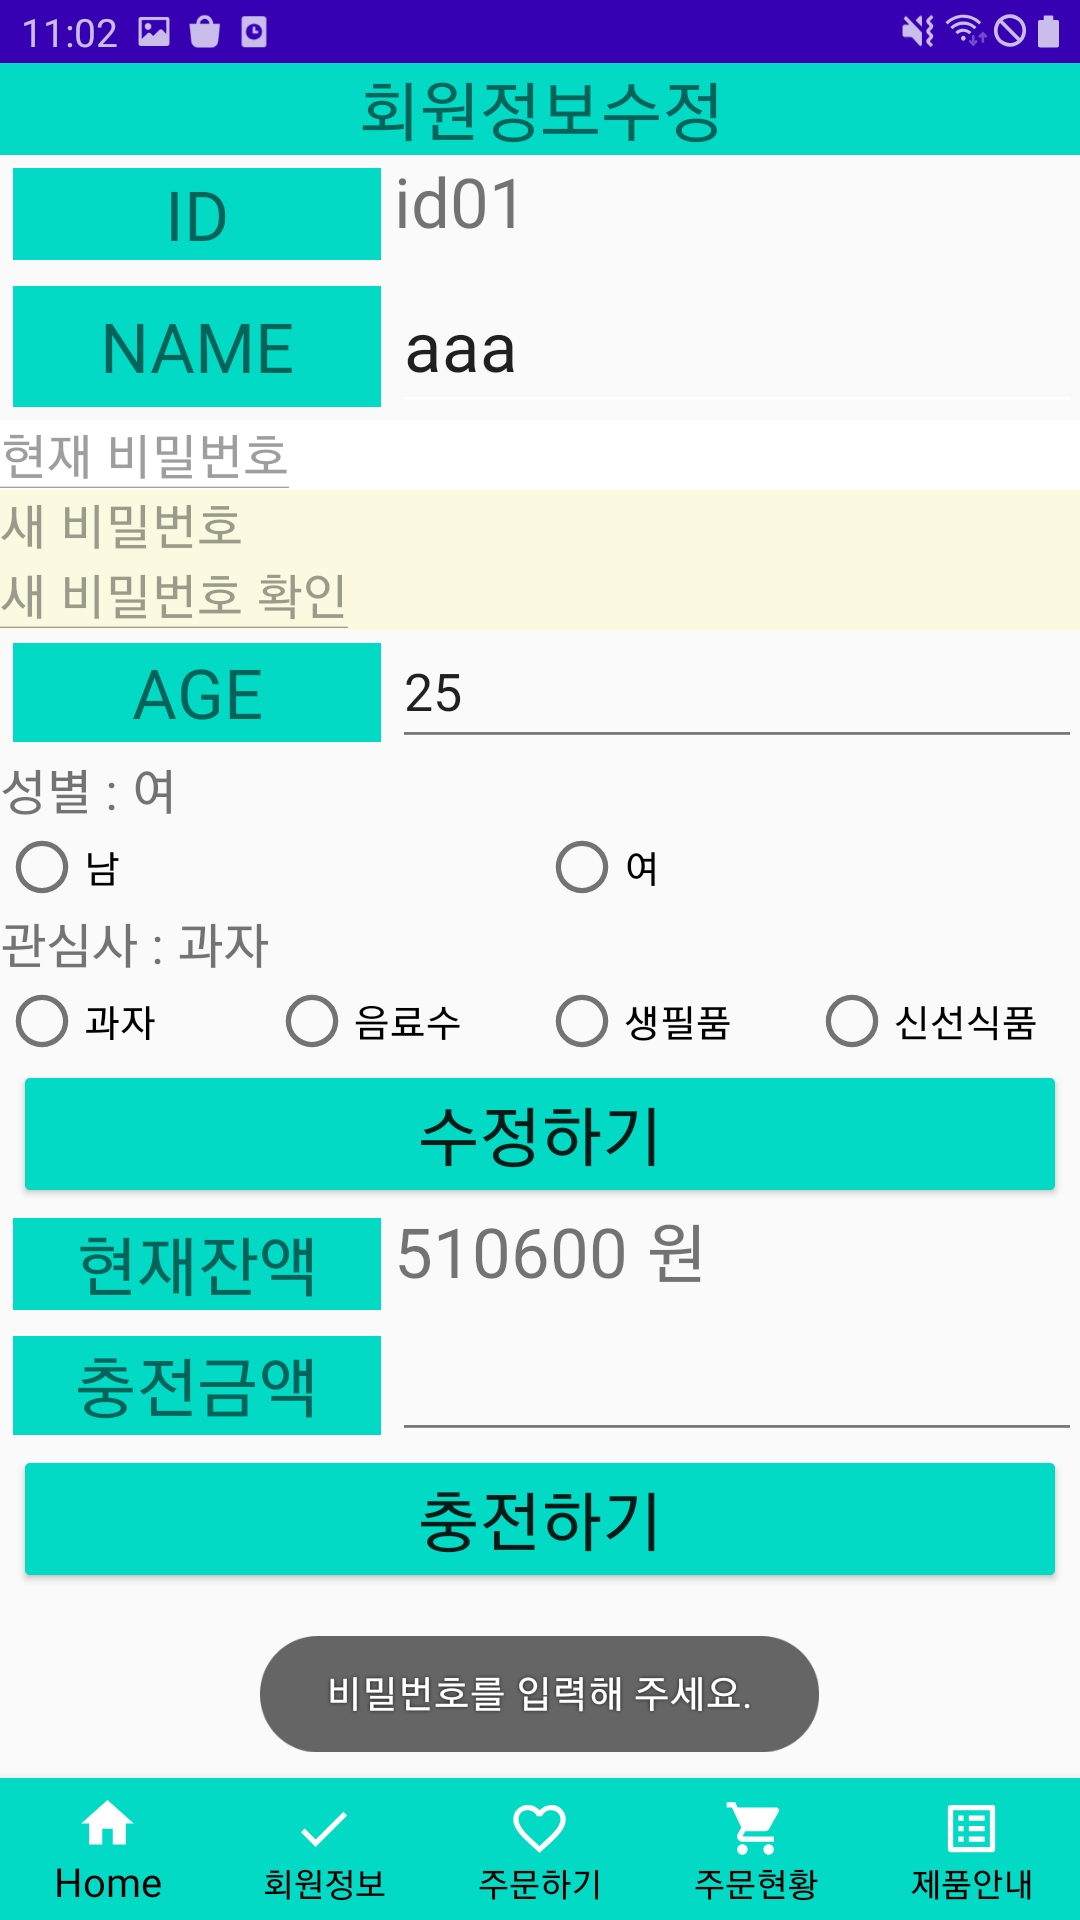 11:02
회원정보수정
ID id01
NAME aaa
현재 비밀번호
새 비밀번호
새 비밀번호 확인
AGE 25
성별 : 여
남 여
관심사 : 과자
과자 음료수 생필품 신선식품
수정하기
현재잔액 510600 원
충전금액
충전하기
비밀번호를 입력해 주세요.
Home 회원정보 주문하기 주문현황 제품안내